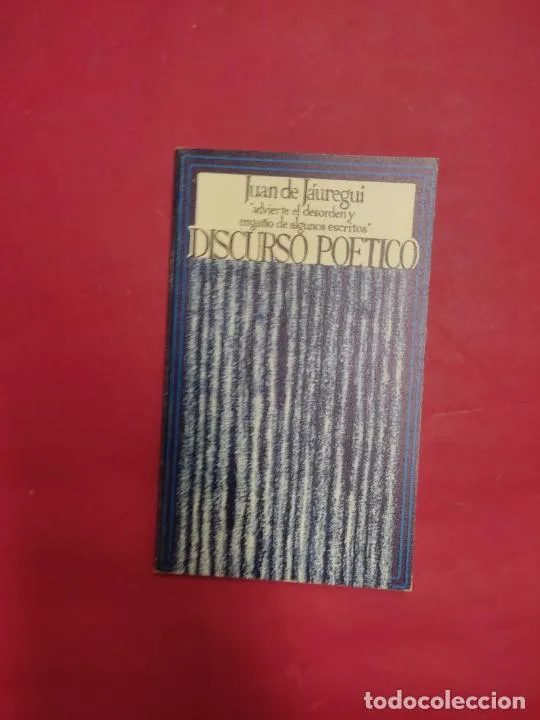 Juan de Jáuregui
"advierte el desorden y
engaño de algunos escritos"
DISCURSO POETICO
todocoleccion